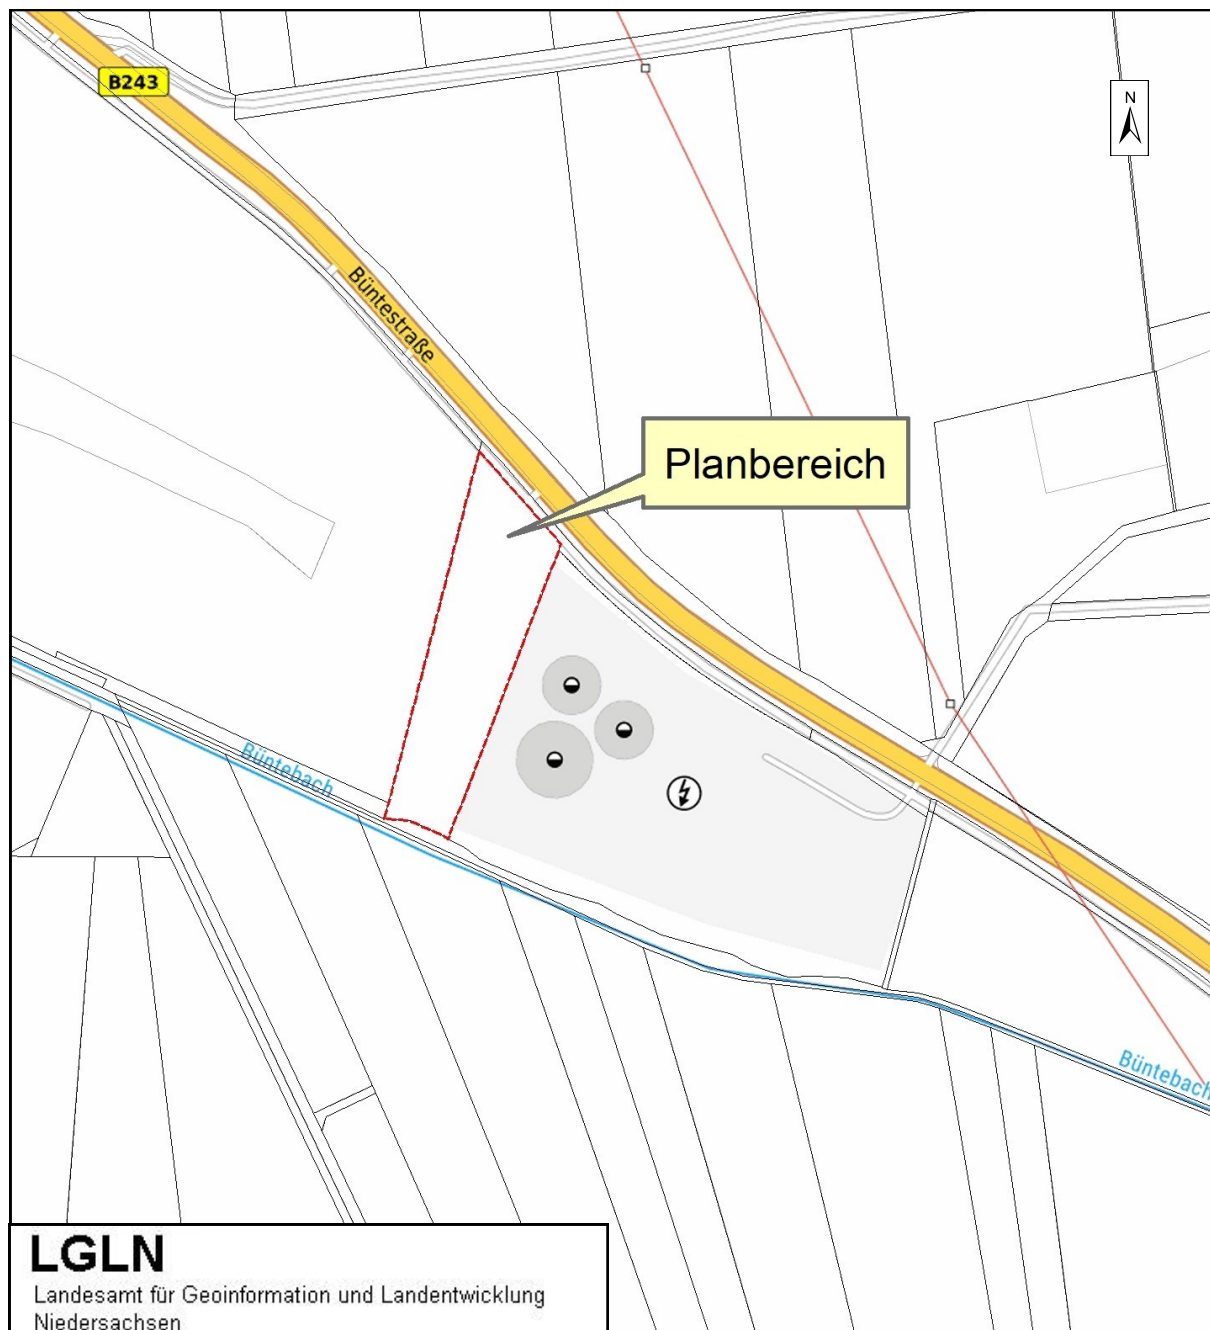 B243
N
Büntestraße
Planbereich
Büntebach
Büntebach
LGLN
Landesamt für Geoinformation und Landentwicklung
Niedersachsen